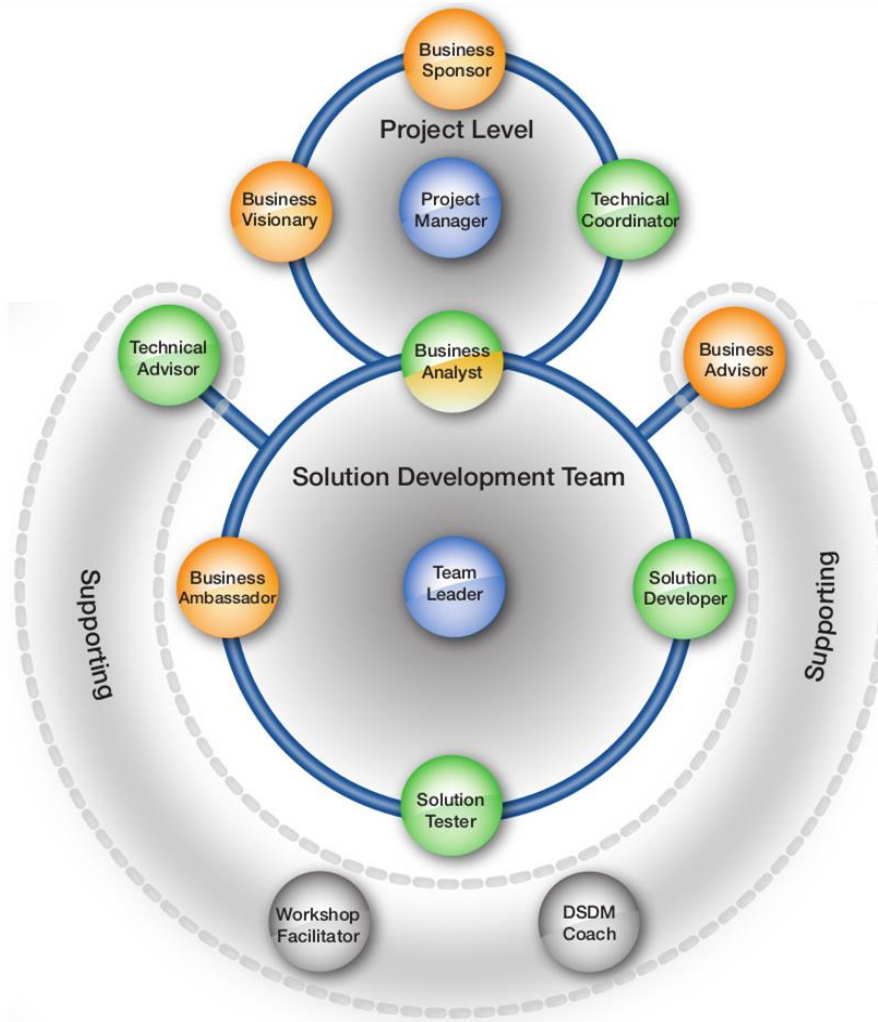 Business
Sponsor
Project Level
Business
Visionary
Project
Manager
Technical
Coordinator
Technical
Advisor
Business
Analyst
Business
Advisor
Solution Development Team
Supporting
Business
Ambassador
Team
Leader
Solution
Developer
Supporting
Solution
Tester
Workshop
Facilitator
DSDM
Coach